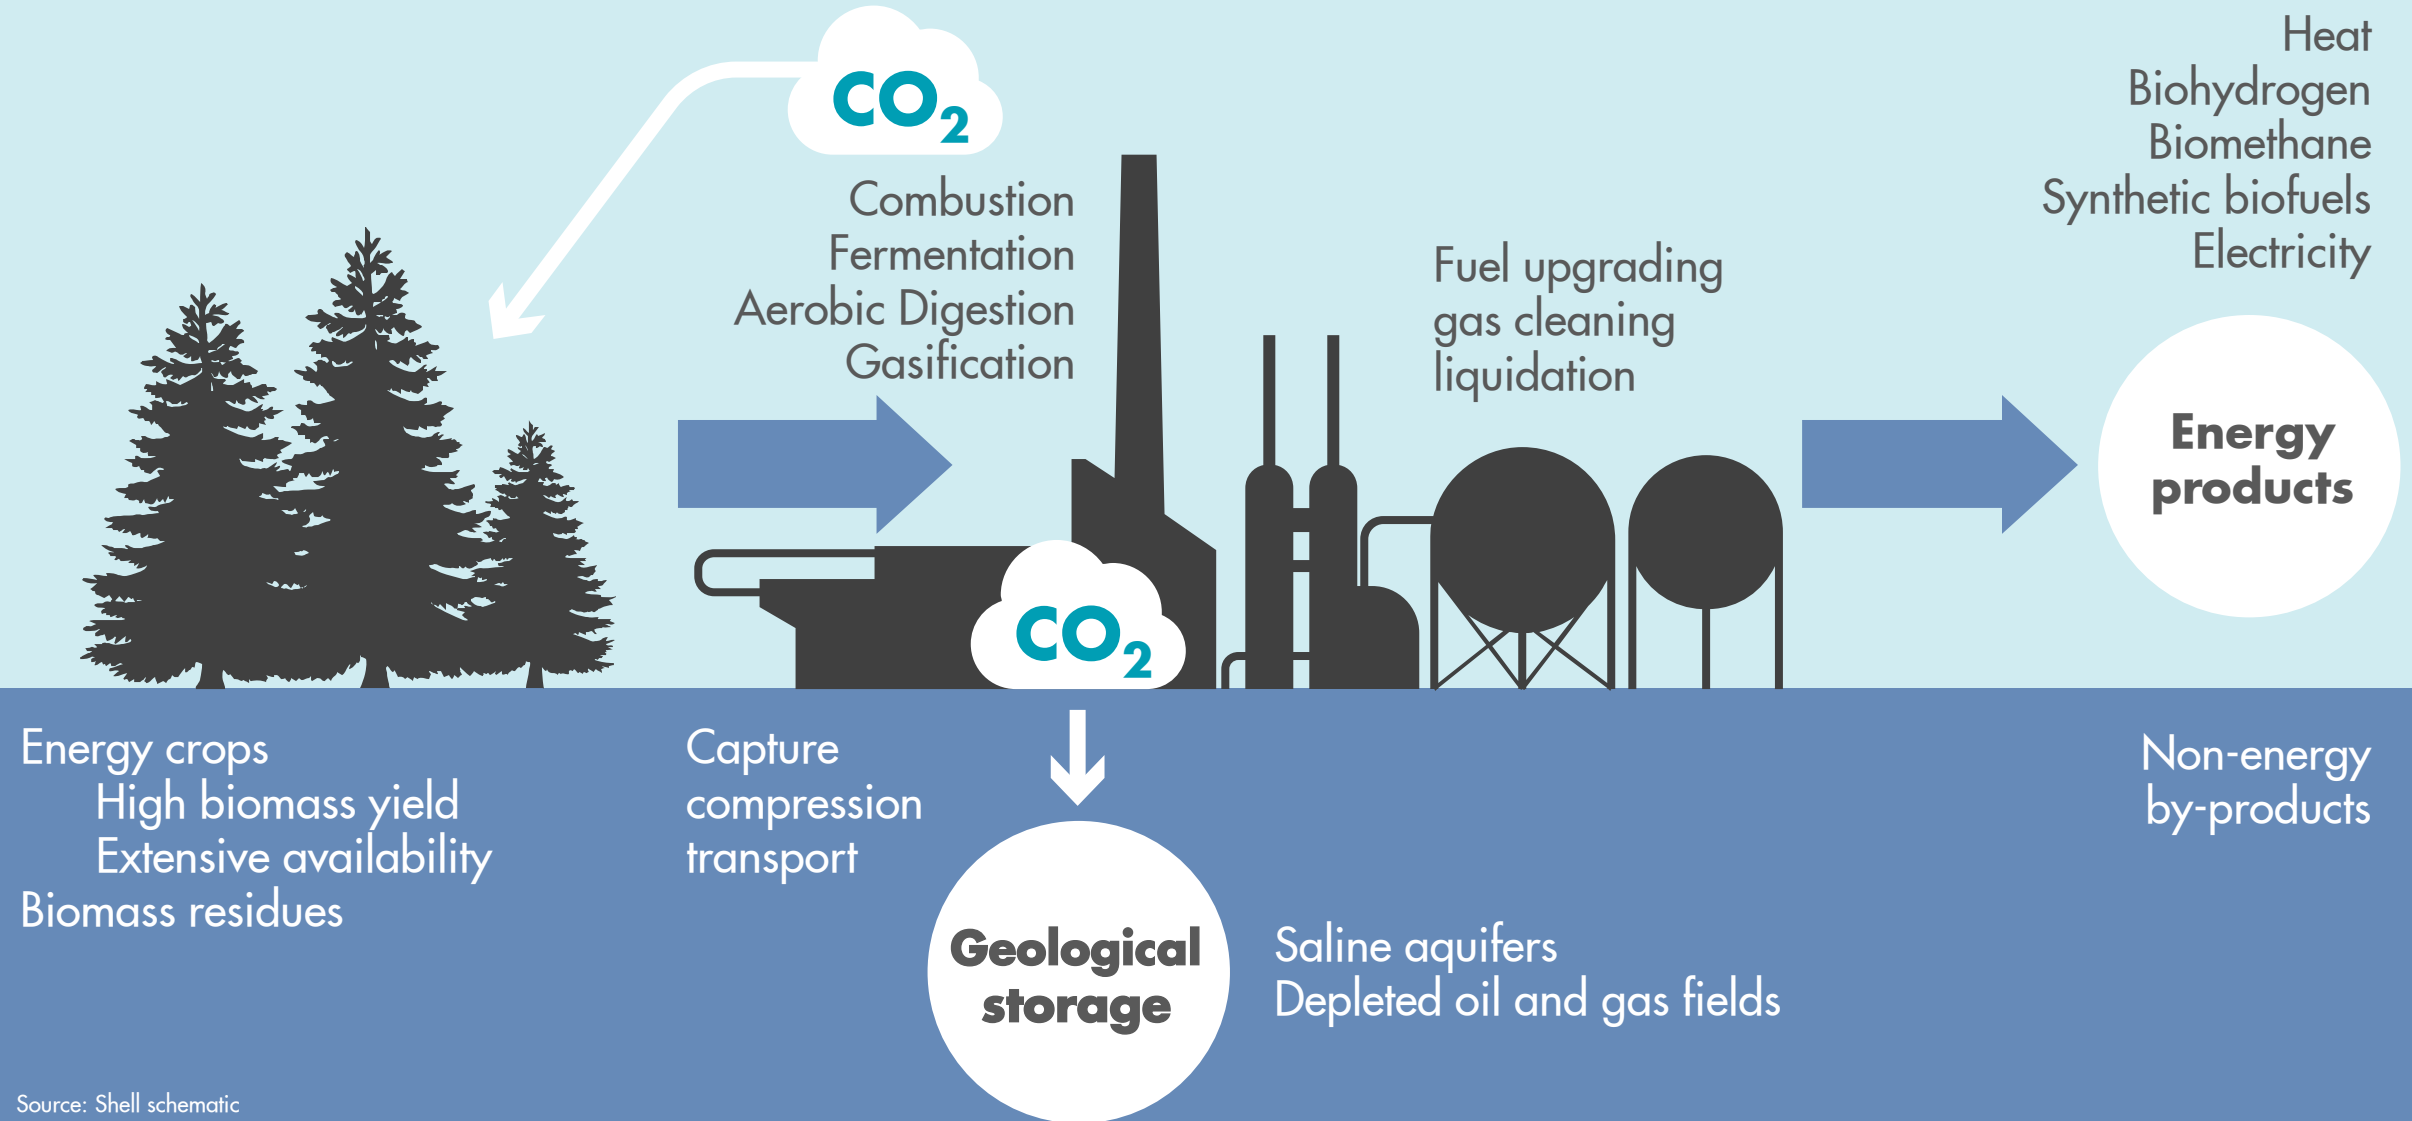 CO2
Combustion
Fermentation
Aerobic Digestion
Gasification
Fuel upgrading
gas cleaning
liquidation
Heat
Biohydrogen
Biomethane
Synthetic biofuels
Electricity
Energy
products
CO2
Energy crops
High biomass yield
Extensive availability
Biomass residues
Capture
compression
transport
Geological
storage
Saline aquifers
Depleted oil and gas fields
Non-energy
by-products
Source: Shell schematic